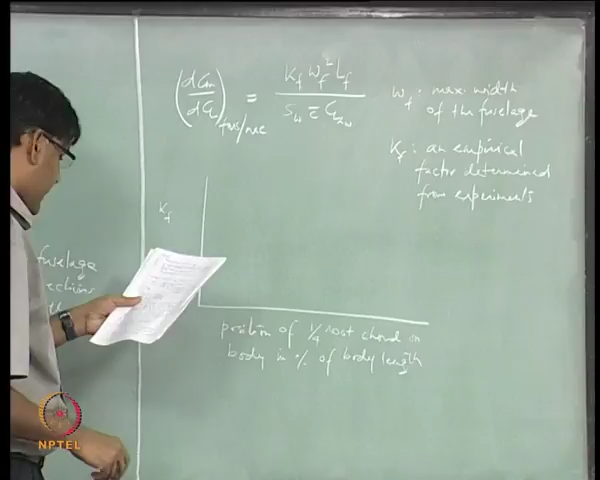 (dCm/dCL)fus/nac = Kf Wf² Lf / Sw c̄ CLαw
wf : max. width
of the fuselage
Kf : an empirical
factor determined
from experiments
Kf
fuselage
position of 1/4 root chord on
body in % of body length
NPTEL